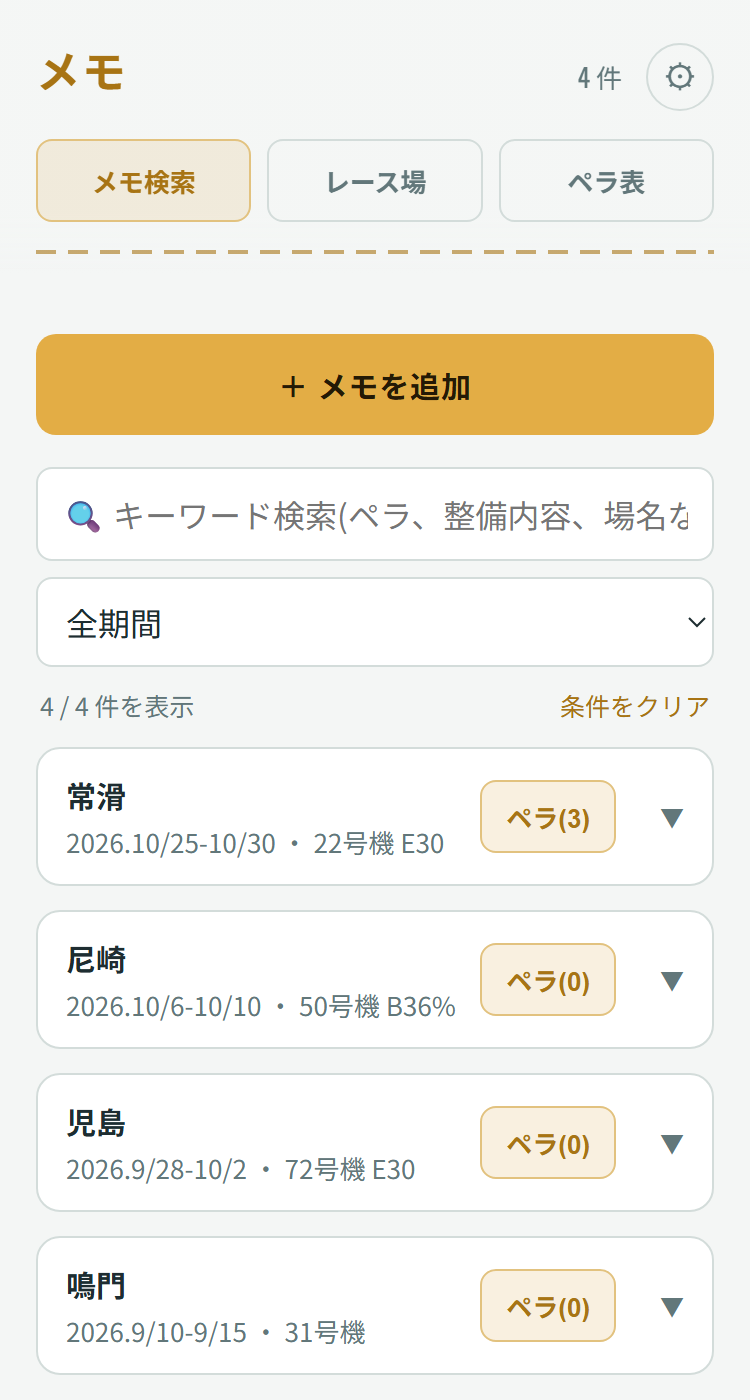 メモ
4 件
メモ検索
レース場
ペラ表
＋ メモを追加
🔍 キーワード検索(ペラ、整備内容、場名な
全期間
4 / 4 件を表示
条件をクリア
常滑
2026.10/25-10/30 ・ 22号機 E30
ペラ(3)
▼
尼崎
2026.10/6-10/10 ・ 50号機 B36%
ペラ(0)
▼
児島
2026.9/28-10/2 ・ 72号機 E30
ペラ(0)
▼
鳴門
2026.9/10-9/15 ・ 31号機
ペラ(0)
▼